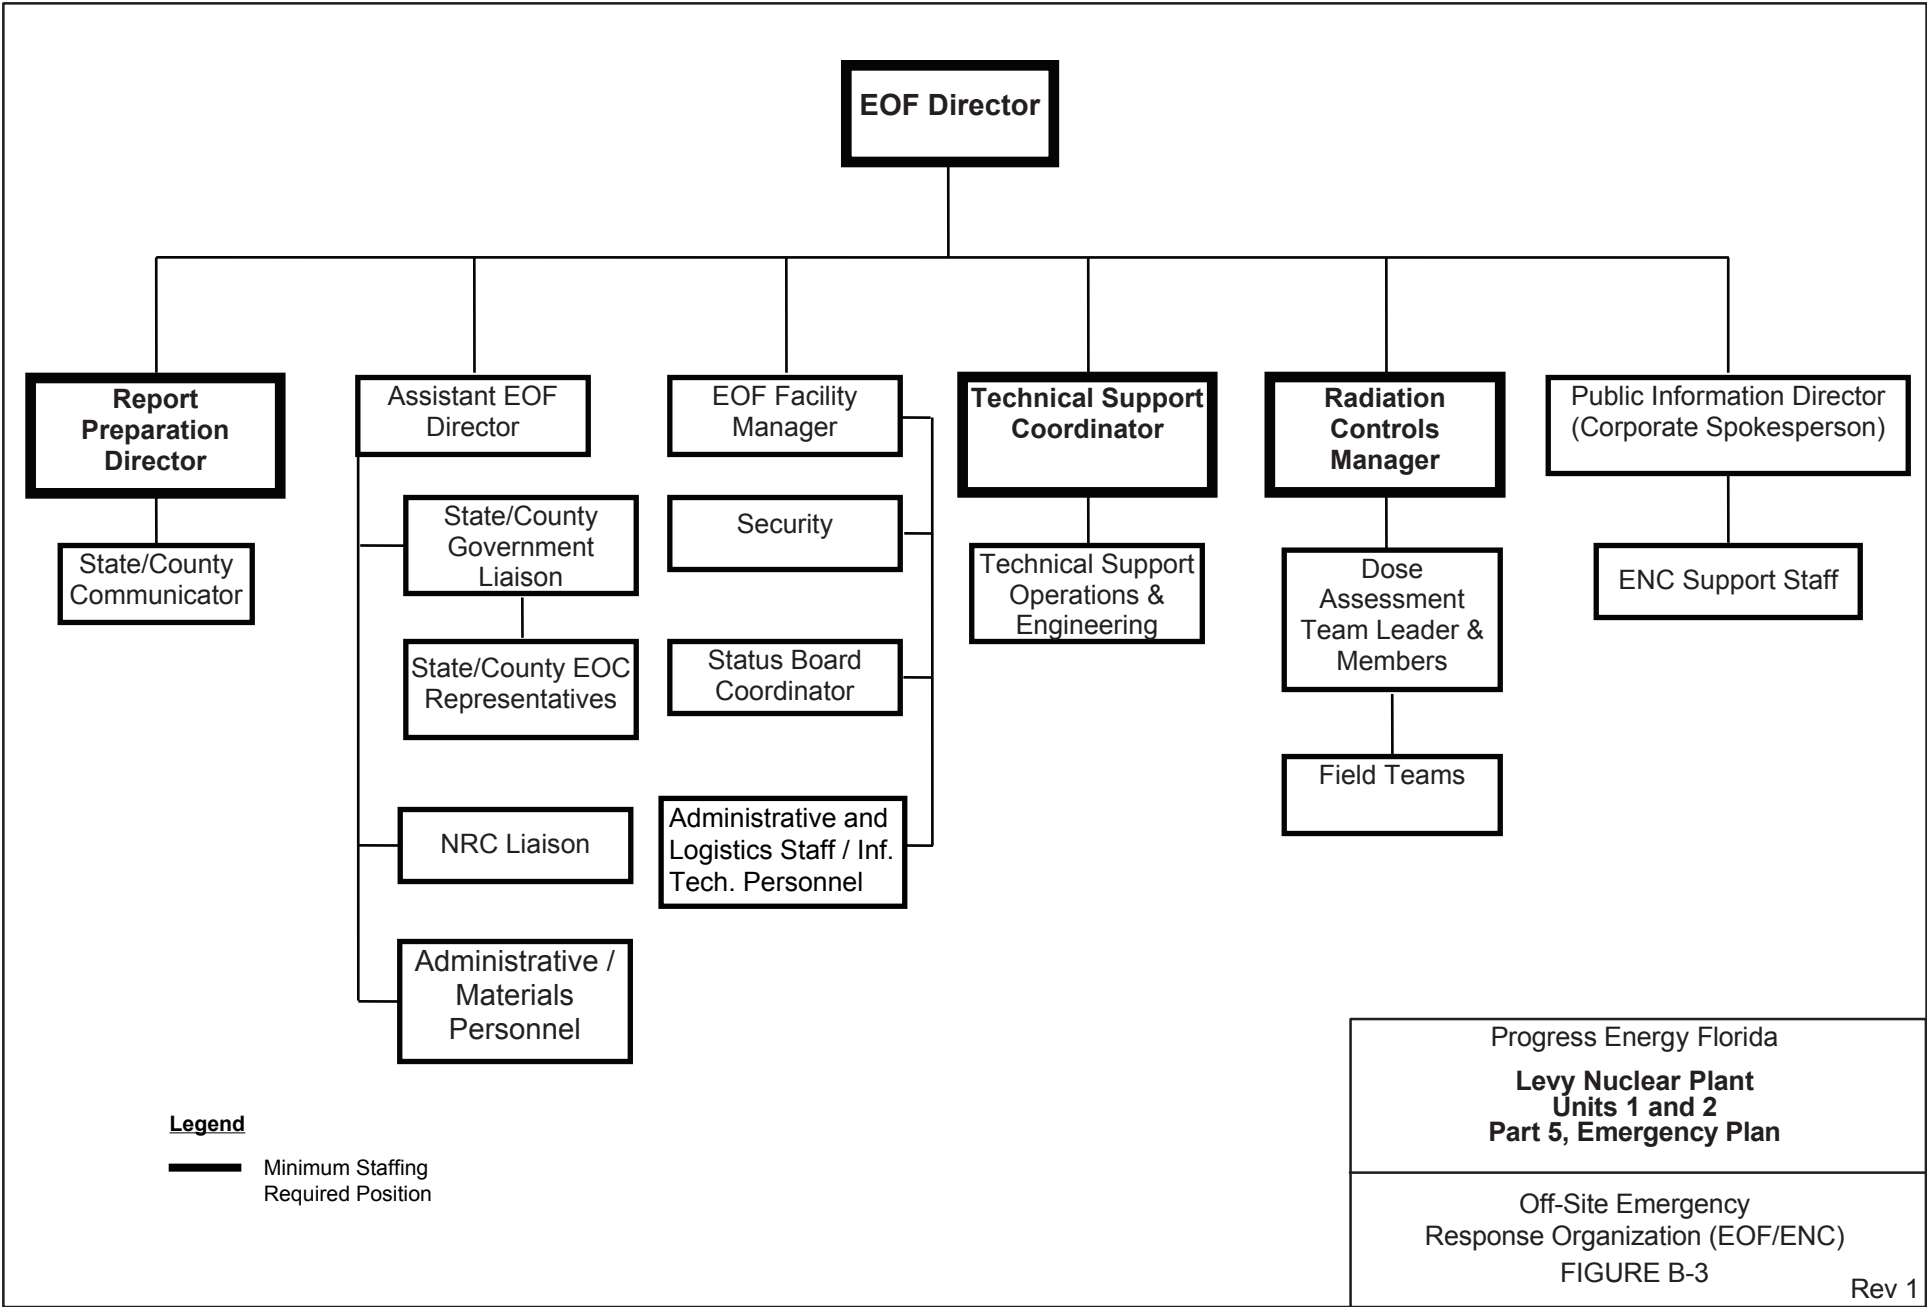 EOF Director
Report
Preparation
Director
Assistant EOF
Director
EOF Facility
Manager
Technical Support
Coordinator
Radiation
Controls
Manager
Public Information Director
(Corporate Spokesperson)
State/County
Communicator
State/County
Government
Liaison
Security
Technical Support
Operations &
Engineering
Dose
Assessment
Team Leader &
Members
ENC Support Staff
State/County EOC
Representatives
Status Board
Coordinator
Field Teams
NRC Liaison
Administrative and
Logistics Staff / Inf.
Tech. Personnel
Administrative /
Materials
Personnel
Legend
Minimum Staffing
Required Position
Progress Energy Florida
Levy Nuclear Plant
Units 1 and 2
Part 5, Emergency Plan
Off-Site Emergency
Response Organization (EOF/ENC)
FIGURE B-3
Rev 1